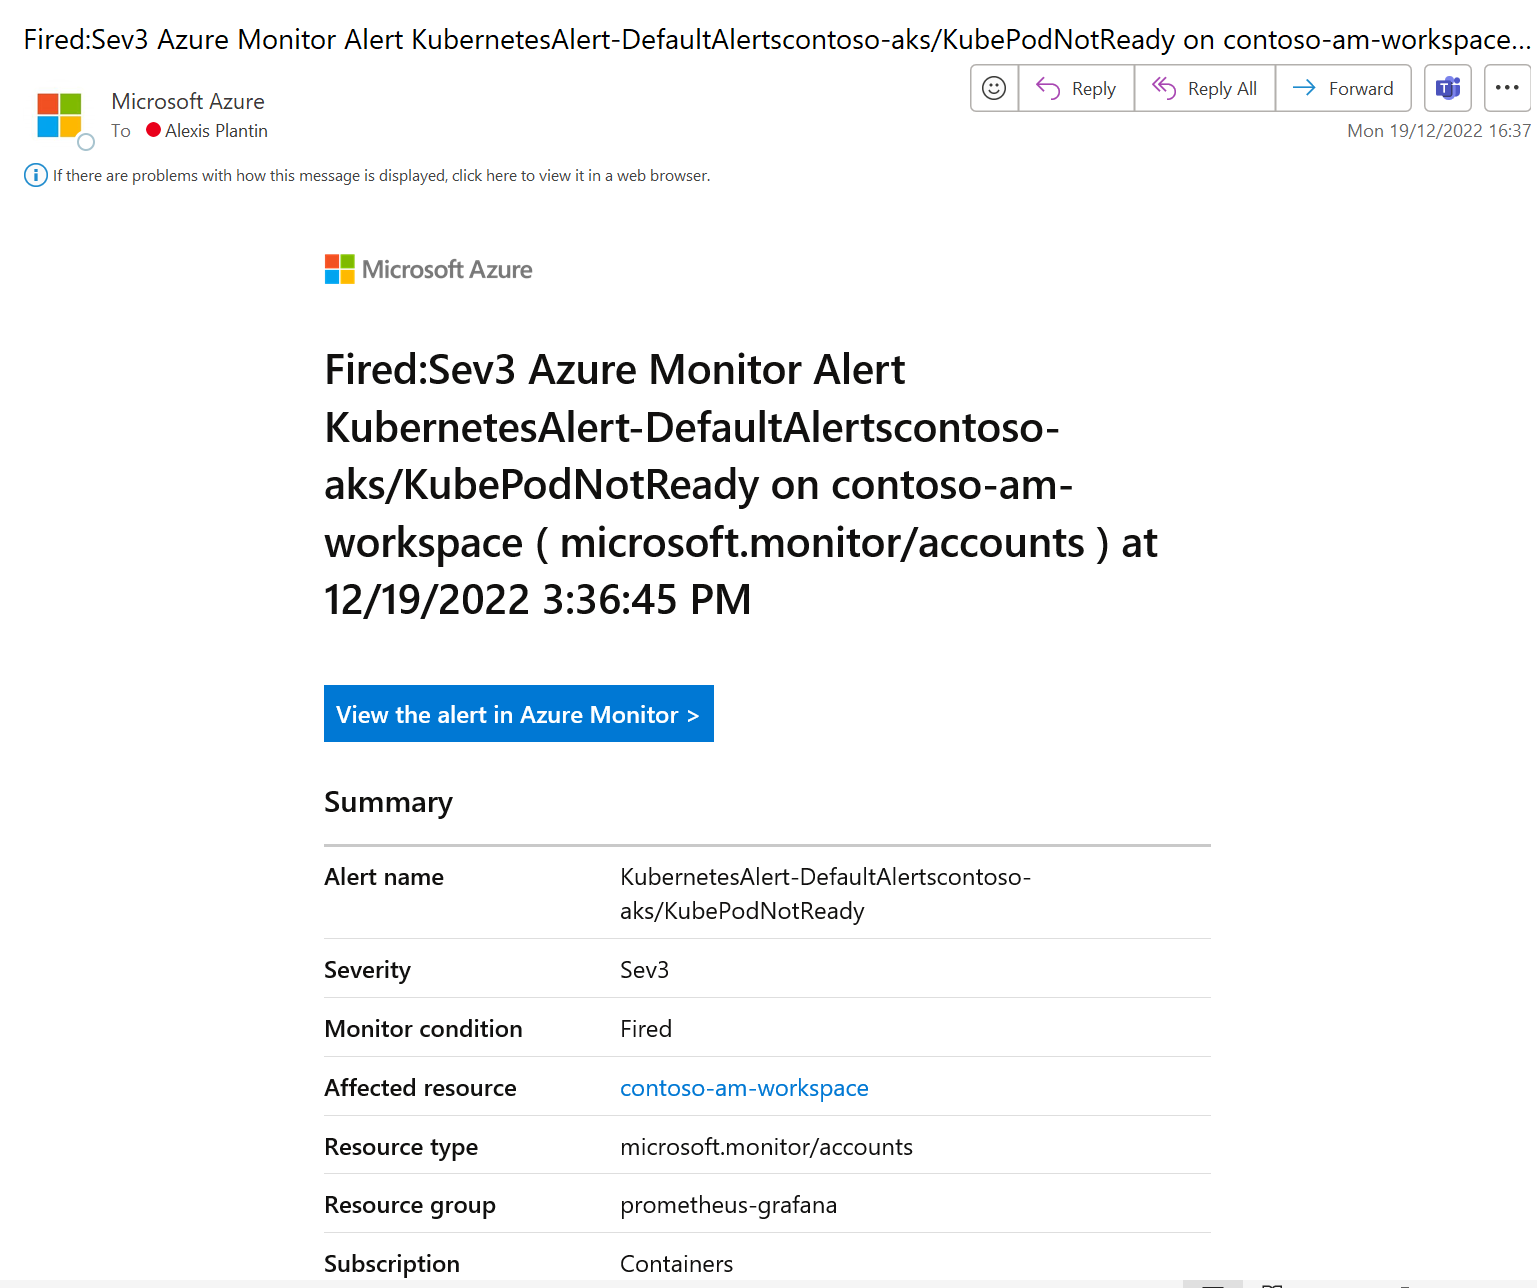 Fired:Sev3 Azure Monitor Alert KubernetesAlert-DefaultAlertscontoso-aks/KubePodNotReady on contoso-am-workspace...
Microsoft Azure
To Alexis Plantin
Reply
Reply All
Forward
Mon 19/12/2022 16:37
If there are problems with how this message is displayed, click here to view it in a web browser.
Microsoft Azure
Fired:Sev3 Azure Monitor Alert
KubernetesAlert-DefaultAlertscontoso-
aks/KubePodNotReady on contoso-am-
workspace ( microsoft.monitor/accounts ) at
12/19/2022 3:36:45 PM
View the alert in Azure Monitor >
Summary
Alert name KubernetesAlert-DefaultAlertscontoso-
aks/KubePodNotReady
Severity Sev3
Monitor condition Fired
Affected resource contoso-am-workspace
Resource type microsoft.monitor/accounts
Resource group prometheus-grafana
Subscription Containers